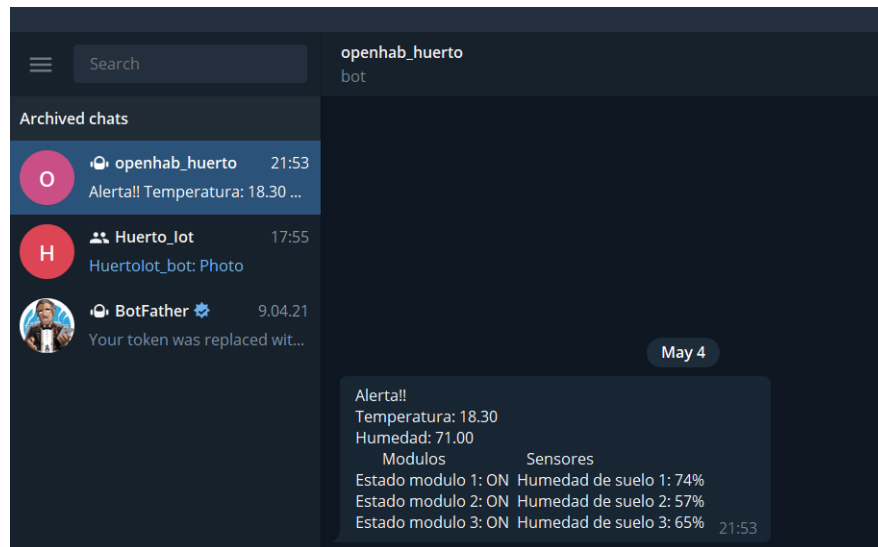 Search
Archived chats
O
openhab_huerto 21:53
Alerta!! Temperatura: 18.30 ...
H
Huerto_Iot 17:55
HuertoIot_bot: Photo
BotFather 9.04.21
Your token was replaced wit...
openhab_huerto
bot
May 4
Alerta!!
Temperatura: 18.30
Humedad: 71.00
Modulos Sensores
Estado modulo 1: ON Humedad de suelo 1: 74%
Estado modulo 2: ON Humedad de suelo 2: 57%
Estado modulo 3: ON Humedad de suelo 3: 65%
21:53